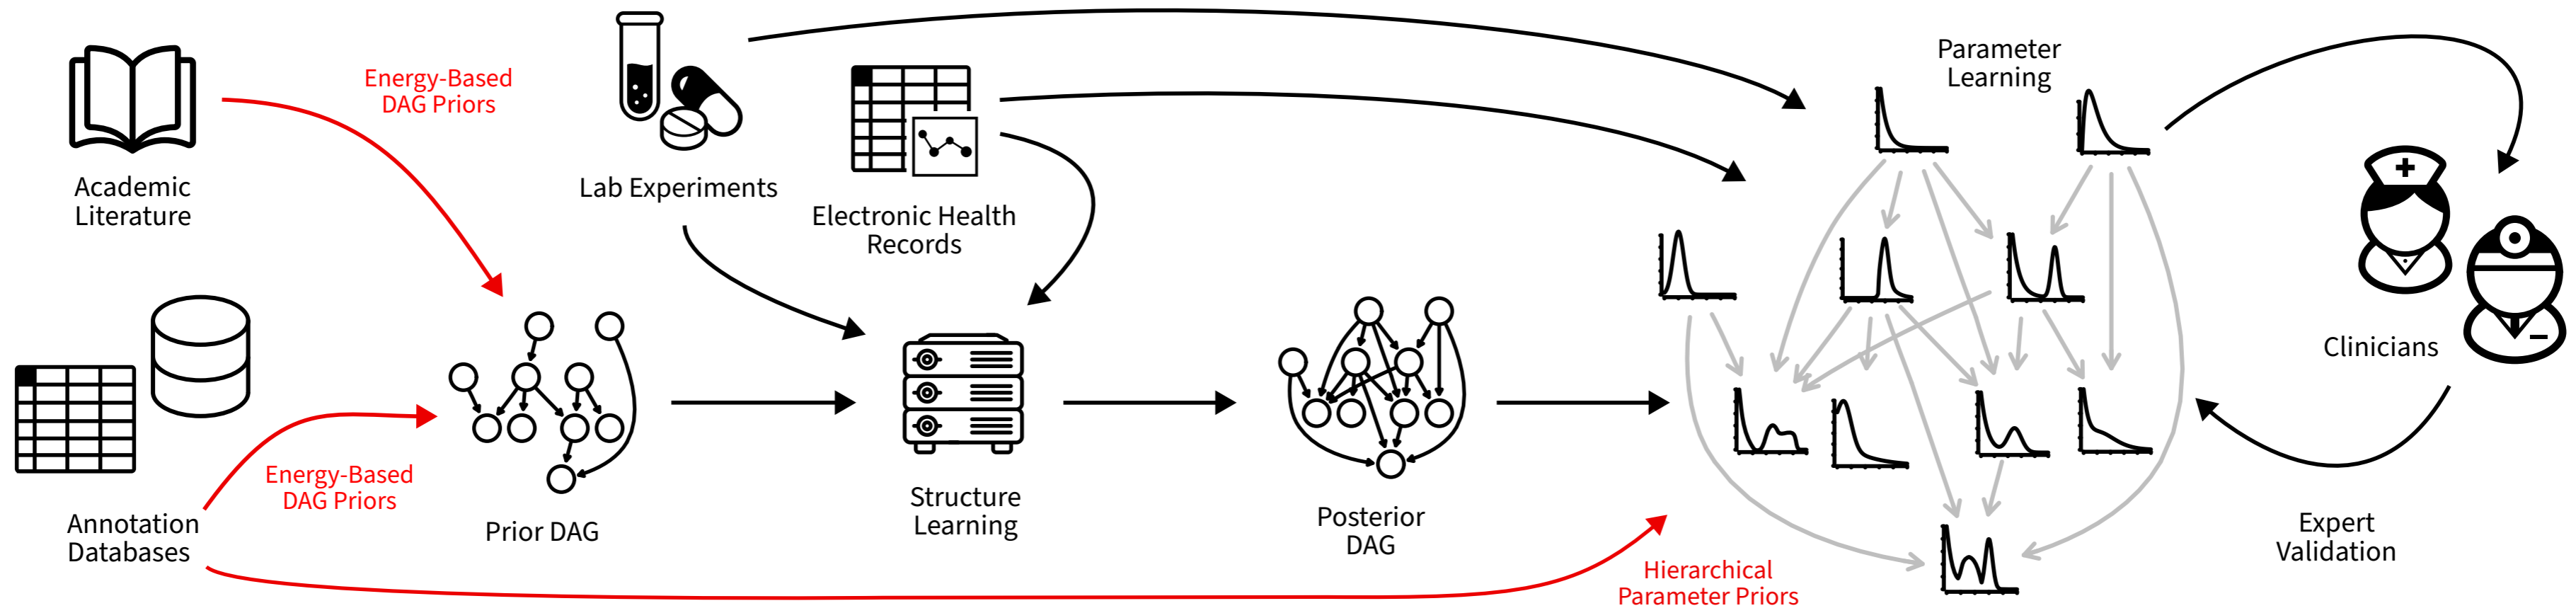 Academic
Literature
Energy-Based
DAG Priors
Annotation
Databases
Energy-Based
DAG Priors
Prior DAG
Lab Experiments
Electronic Health
Records
Structure
Learning
Posterior
DAG
Hierarchical
Parameter Priors
Parameter
Learning
Clinicians
Expert
Validation